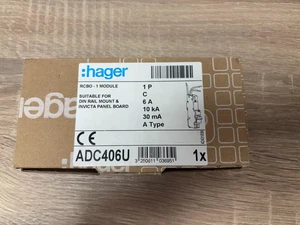 :hager
RCBO - 1 MODULE
SUITABLE FOR
DIN RAIL MOUNT &
INVICTA PANEL BOARD
1 P
C
6 A
10 kA
30 mA
A Type
CE
ADC406U
1x
hager